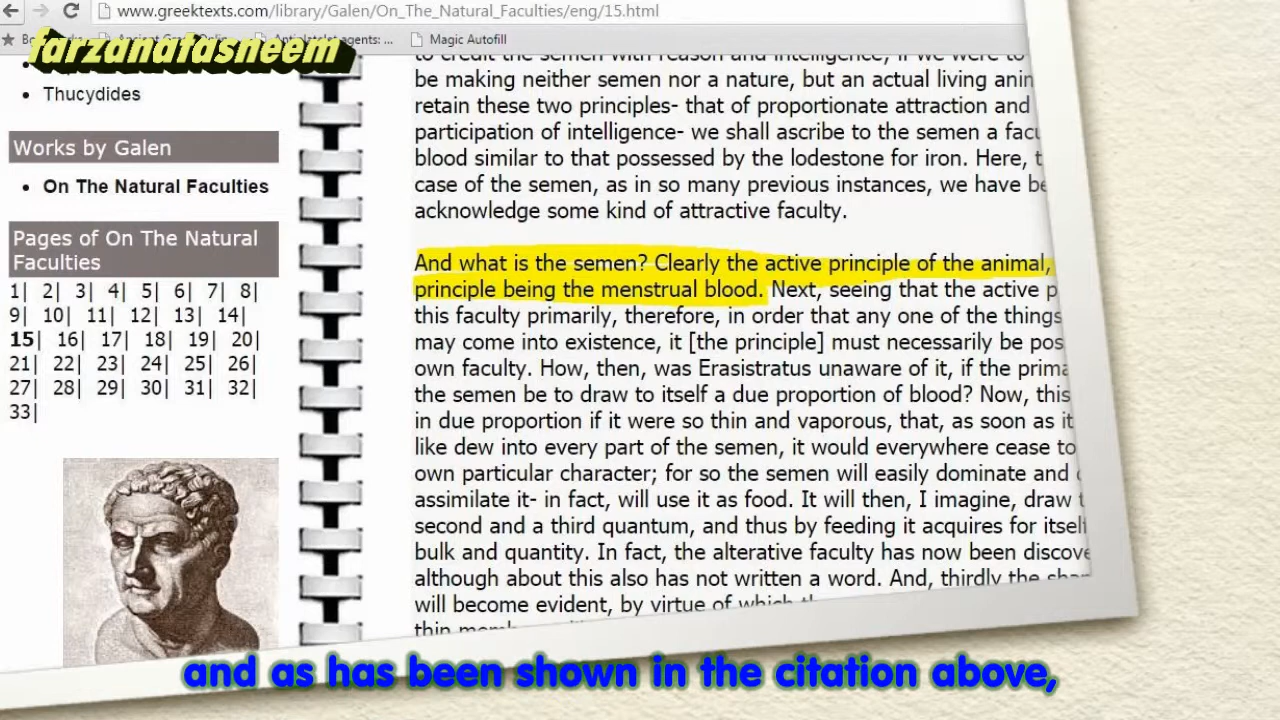 www.greektexts.com/library/Galen/On_The_Natural_Faculties/eng/15.html
Magic Autofill
farzanatasneem
Thucydides
Works by Galen
On The Natural Faculties
Pages of On The Natural
Faculties
1| 2| 3| 4| 5| 6| 7| 8|
9| 10| 11| 12| 13| 14|
15| 16| 17| 18| 19| 20|
21| 22| 23| 24| 25| 26|
27| 28| 29| 30| 31| 32|
33|
to credit the semen with reason and intelligence, if we were to
be making neither semen nor a nature, but an actual living
retain these two principles- that of proportionate attraction and
participation of intelligence- we shall ascribe to the semen a
blood similar to that possessed by the lodestone for iron. Here,
case of the semen, as in so many previous instances, we have
acknowledge some kind of attractive faculty.
And what is the semen? Clearly the active principle of the animal,
principle being the menstrual blood. Next, seeing that the active
this faculty primarily, therefore, in order that any one of the things
may come into existence, it [the principle] must necessarily be
own faculty. How, then, was Erasistratus unaware of it, if the
the semen be to draw to itself a due proportion of blood? Now, this
in due proportion if it were so thin and vaporous, that, as soon as it
like dew into every part of the semen, it would everywhere cease to
own particular character; for so the semen will easily dominate and
assimilate it- in fact, will use it as food. It will then, I imagine, draw
second and a third quantum, and thus by feeding it acquires for itself
bulk and quantity. In fact, the alterative faculty has now been
although about this also has not written a word. And, thirdly the
will become evident, by virtue of which
thin
and as has been shown in the citation above,